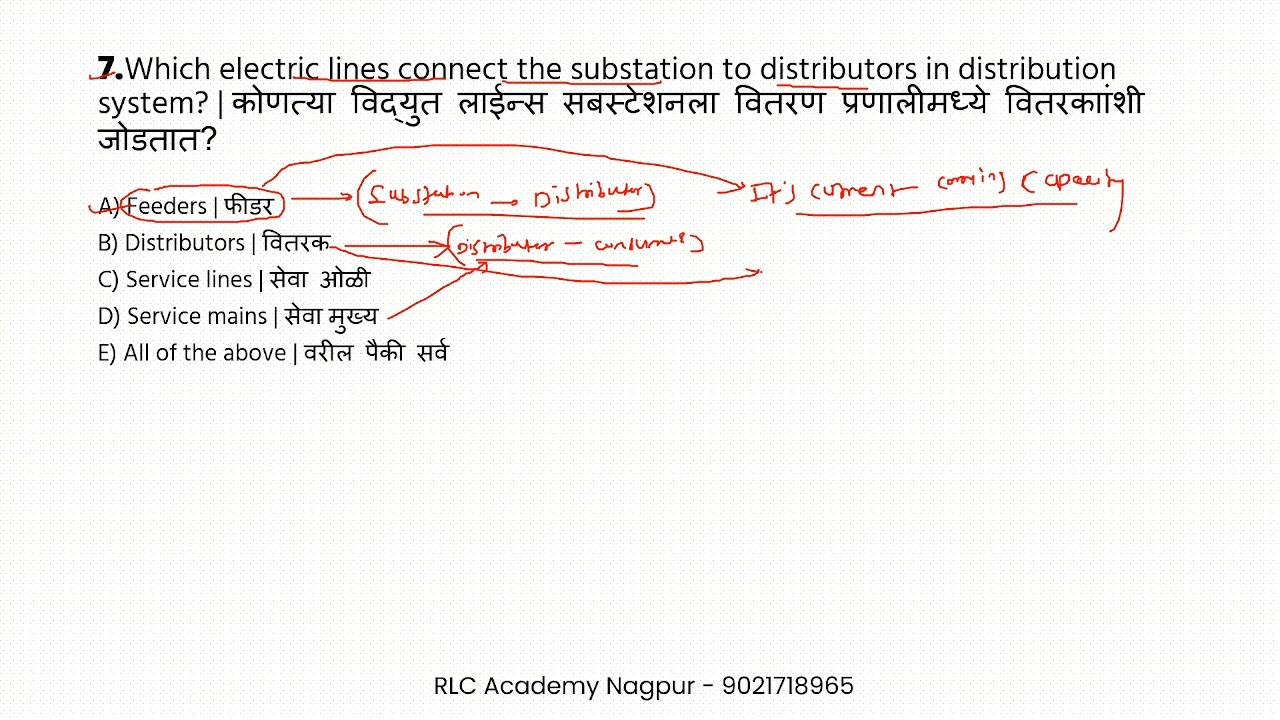 7.Which electric lines connect the substation to distributors in distribution
system? | कोणत्या विद्युत लाईन्स सबस्टेशनला वितरण प्रणालीमध्ये वितरकांशी
जोडतात?
It's current carrying Capacity
A) Feeders | फीडर
Substation → Distributor
B) Distributors | वितरक
Distributor - consumer
C) Service lines | सेवा ओळी
D) Service mains | सेवा मुख्य
E) All of the above | वरील पैकी सर्व
RLC Academy Nagpur - 9021718965